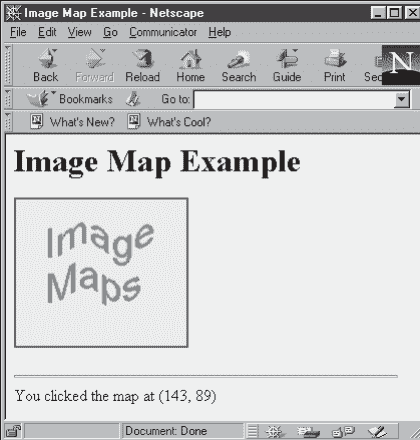 Image Map Example - Netscape
File Edit View Go Communicator Help
Back Forward Reload Home Search Guide Print
N
Bookmarks Go to:
What's New? What's Cool?
Image Map Example
Image
Maps
You clicked the map at (143, 89)
Document: Done